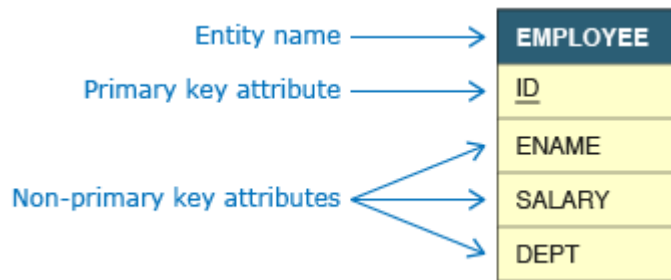 Entity name
EMPLOYEE
Primary key attribute
ID
ENAME
Non-primary key attributes
SALARY
DEPT